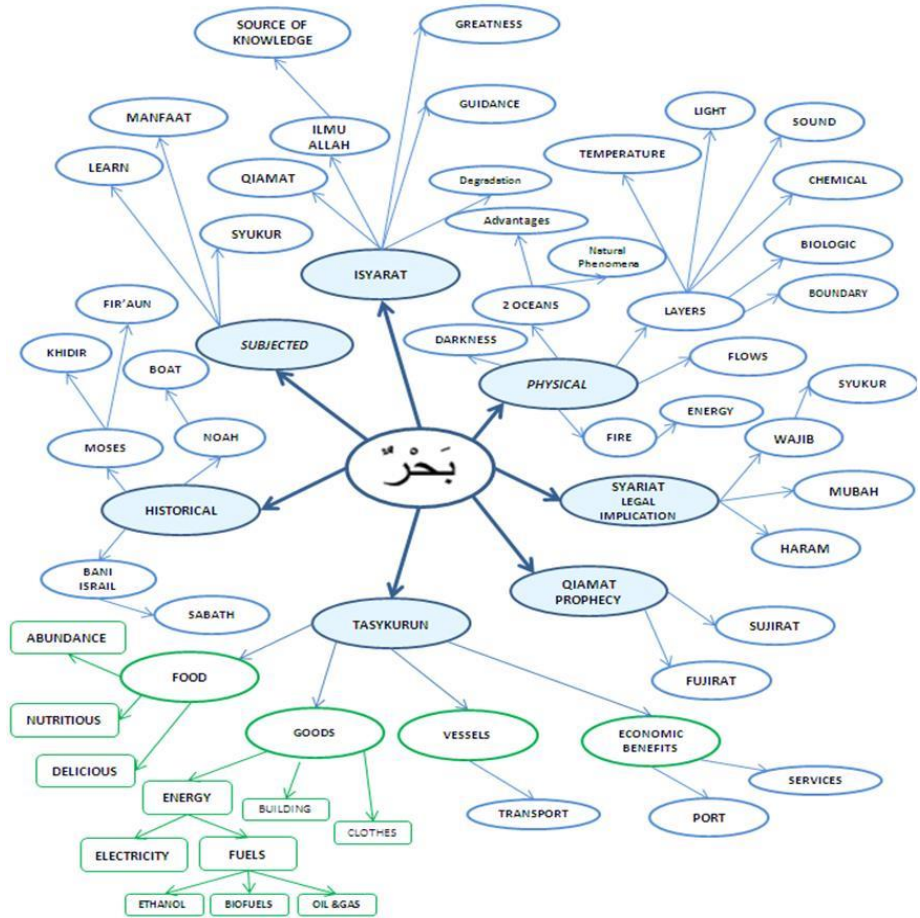 SOURCE OF
KNOWLEDGE
GREATNESS
MANFAAT
GUIDANCE
LIGHT
SOUND
LEARN
ILMU
ALLAH
TEMPERATURE
QIAMAT
Degradation
CHEMICAL
SYUKUR
Advantages
ISYARAT
Natural
Phenomena
BIOLOGIC
FIR'AUN
2 OCEANS
LAYERS
BOUNDARY
SUBJECTED
DARKNESS
KHIDIR
BOAT
PHYSICAL
FLOWS
SYUKUR
MOSES
NOAH
FIRE
ENERGY
WAJIB
بَحْرٌ
HISTORICAL
SYARIAT
LEGAL
IMPLICATION
MUBAH
HARAM
BANI
ISRAIL
QIAMAT
PROPHECY
SABATH
TASYKURUN
SUJIRAT
ABUNDANCE
FOOD
FUJIRAT
NUTRITIOUS
GOODS
VESSELS
ECONOMIC
BENEFITS
DELICIOUS
ENERGY
BUILDING
SERVICES
CLOTHES
TRANSPORT
PORT
ELECTRICITY
FUELS
ETHANOL
BIOFUELS
OIL &GAS